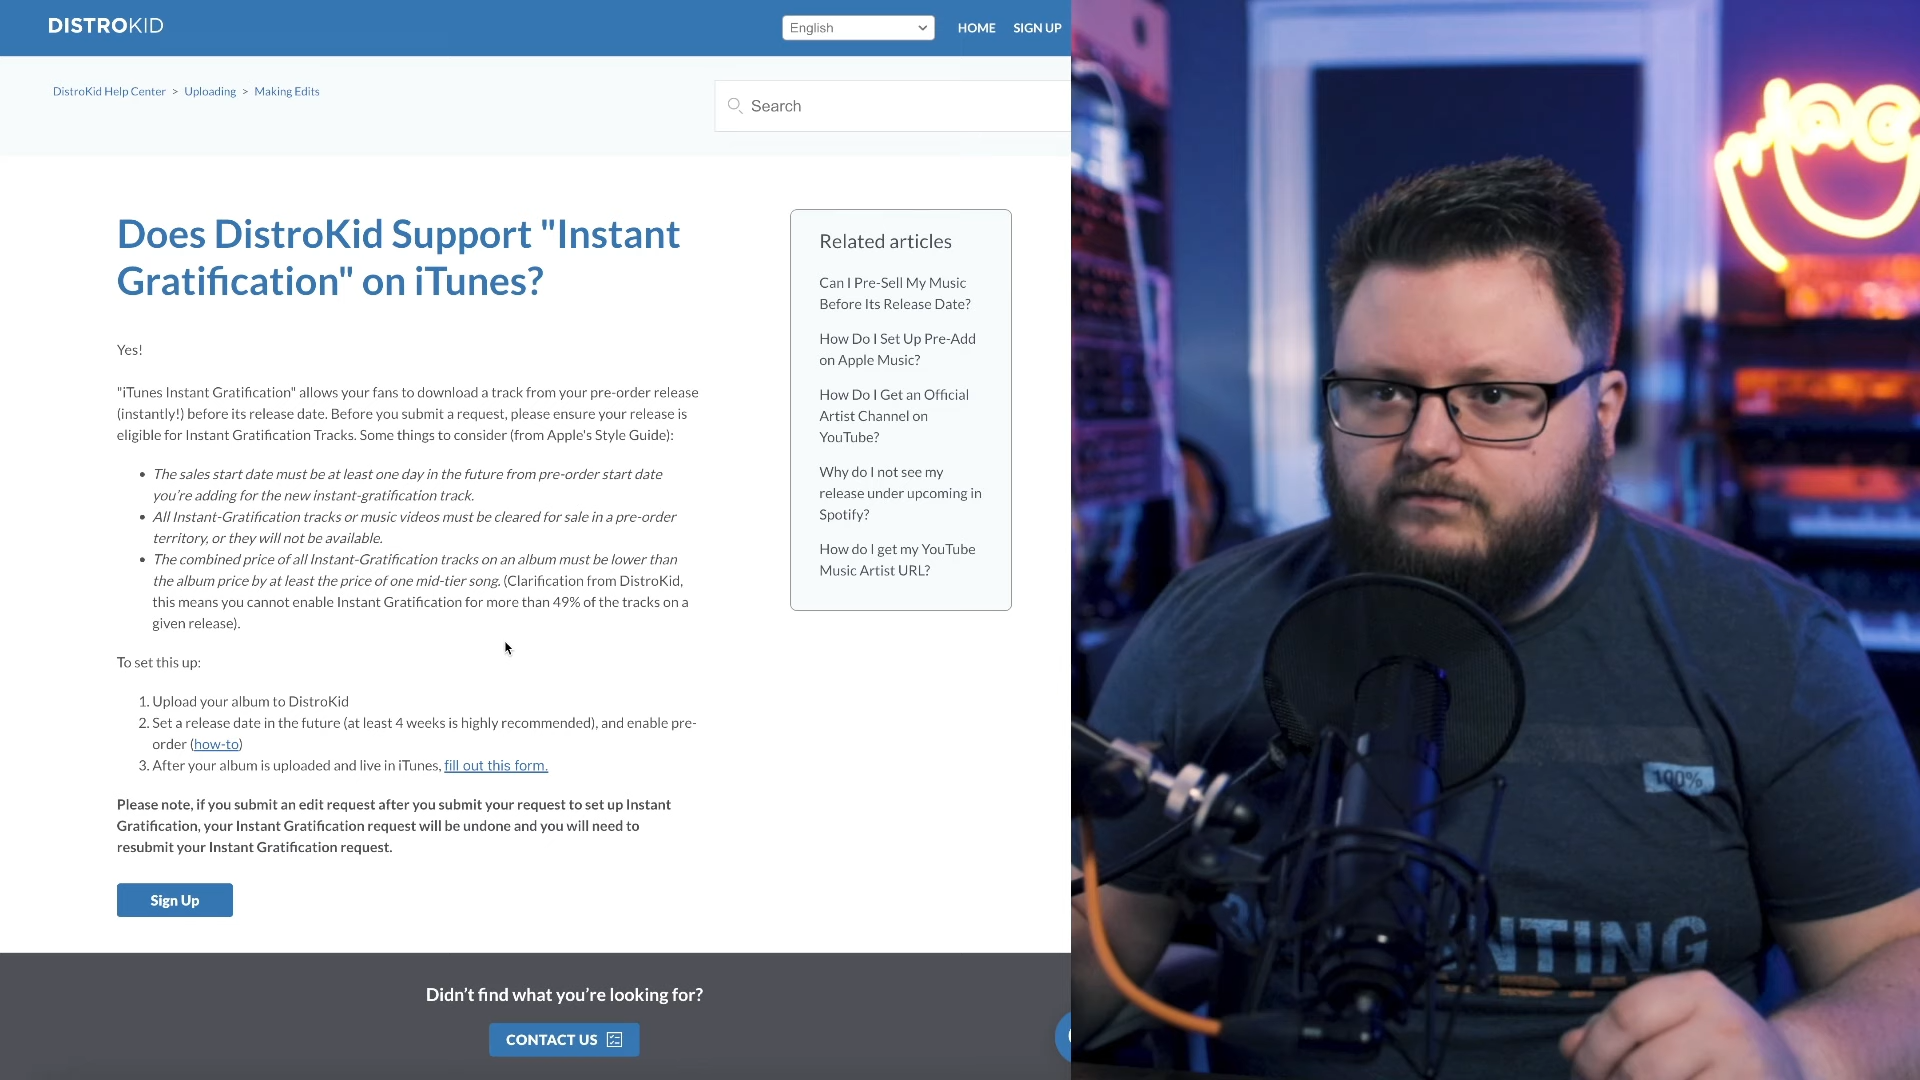 DISTROKID
English
HOME
SIGN UP
DistroKid Help Center > Uploading > Making Edits
Search
Does DistroKid Support "Instant
Gratification" on iTunes?
Yes!
"iTunes Instant Gratification" allows your fans to download a track from your pre-order release
(instantly!) before its release date. Before you submit a request, please ensure your release is
eligible for Instant Gratification Tracks. Some things to consider (from Apple's Style Guide):
• The sales start date must be at least one day in the future from pre-order start date
you're adding for the new instant-gratification track.
• All Instant-Gratification tracks or music videos must be cleared for sale in a pre-order
territory, or they will not be available.
• The combined price of all Instant-Gratification tracks on an album must be lower than
the album price by at least the price of one mid-tier song. (Clarification from DistroKid,
this means you cannot enable Instant Gratification for more than 49% of the tracks on a
given release).
To set this up:
1. Upload your album to DistroKid
2. Set a release date in the future (at least 4 weeks is highly recommended), and enable pre-
order (how-to)
3. After your album is uploaded and live in iTunes, fill out this form.
Please note, if you submit an edit request after you submit your request to set up Instant
Gratification, your Instant Gratification request will be undone and you will need to
resubmit your Instant Gratification request.
Sign Up
Related articles
Can I Pre-Sell My Music
Before Its Release Date?
How Do I Set Up Pre-Add
on Apple Music?
How Do I Get an Official
Artist Channel on
YouTube?
Why do I not see my
release under upcoming in
Spotify?
How do I get my YouTube
Music Artist URL?
Didn't find what you're looking for?
CONTACT US
100%